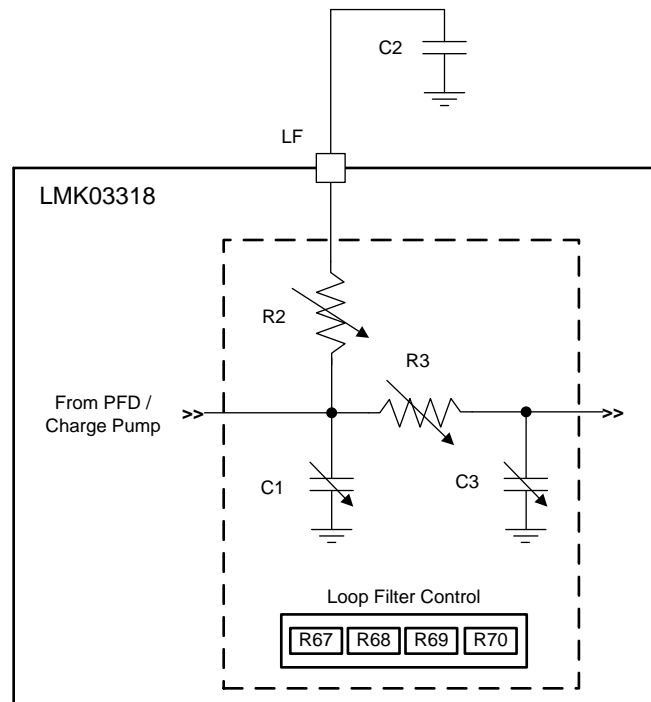 C2
LF
LMK03318
R2
R3
From PFD /
Charge Pump
>>
>>
C1
C3
Loop Filter Control
R67 R68 R69 R70